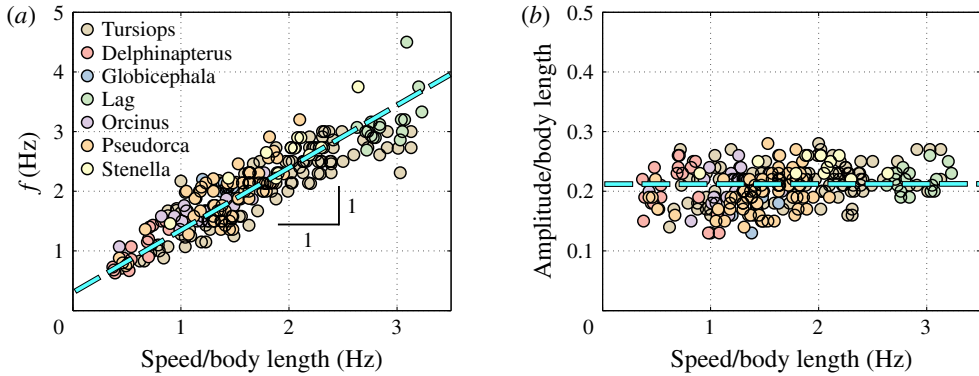 (a)
5
4
3
2
1
0
1
2
3
f (Hz)
Speed/body length (Hz)
Tursiops
Delphinapterus
Globicephala
Lag
Orcinus
Pseudorca
Stenella
1
1
(b)
0.5
0.4
0.3
0.2
0.1
0
1
2
3
Amplitude/body length
Speed/body length (Hz)